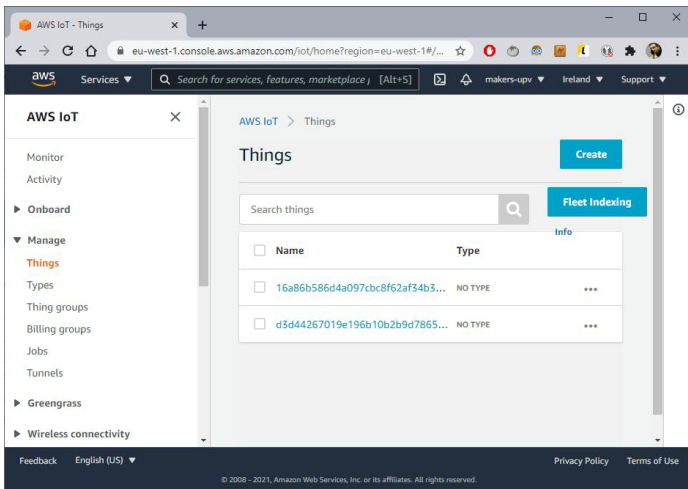 AWS IoT - Things
eu-west-1.console.aws.amazon.com/iot/home?region=eu-west-1#/...
aws
Services ▼
Search for services, features, marketplace p [Alt+S]
makers-upv ▼
Ireland ▼
Support ▼
AWS IoT
Monitor
Activity
Onboard
Manage
Things
Types
Thing groups
Billing groups
Jobs
Tunnels
Greengrass
Wireless connectivity
AWS IoT > Things
Things
Create
Search things
Fleet Indexing
Info
Name Type
16a86b586d4a097cbc8f62af34b3... NO TYPE
d3d44267019e196b10b2b9d7865... NO TYPE
Feedback English (US) ▼
Privacy Policy Terms of Use
© 2008 - 2021, Amazon Web Services, Inc. or its affiliates. All rights reserved.